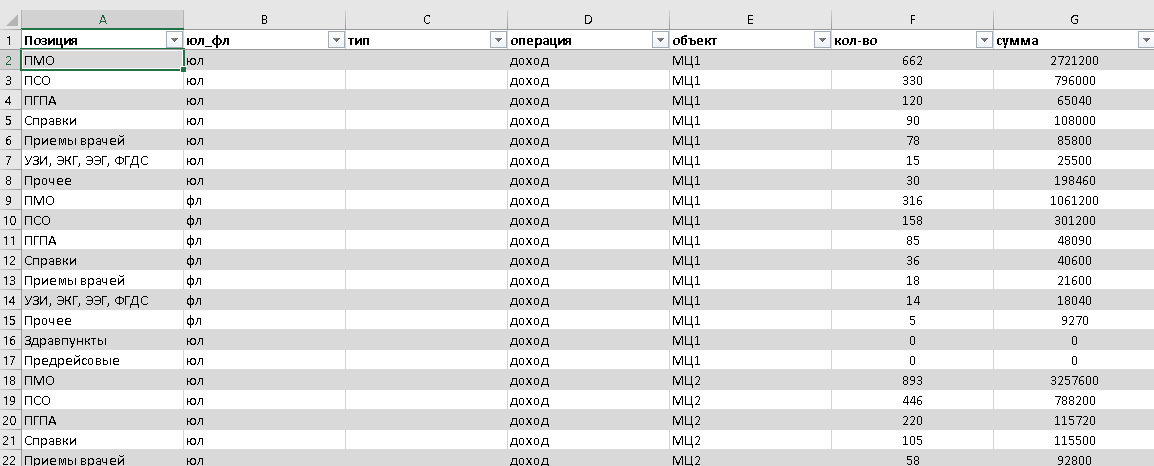 A B C D E F G
1 Позиция юл_фл тип операция объект кол-во сумма
2 ПМО юл доход МЦ1 662 2721200
3 ПСО юл доход МЦ1 330 796000
4 ПГПА юл доход МЦ1 120 65040
5 Справки юл доход МЦ1 90 108000
6 Приемы врачей юл доход МЦ1 78 85800
7 УЗИ, ЭКГ, ЭЭГ, ФГДС юл доход МЦ1 15 25500
8 Прочее юл доход МЦ1 30 198460
9 ПМО фл доход МЦ1 316 1061200
10 ПСО фл доход МЦ1 158 301200
11 ПГПА фл доход МЦ1 85 48090
12 Справки фл доход МЦ1 36 40600
13 Приемы врачей фл доход МЦ1 18 21600
14 УЗИ, ЭКГ, ЭЭГ, ФГДС фл доход МЦ1 14 18040
15 Прочее фл доход МЦ1 5 9270
16 Здравпункты юл доход МЦ1 0 0
17 Предрейсовые юл доход МЦ1 0 0
18 ПМО юл доход МЦ2 893 3257600
19 ПСО юл доход МЦ2 446 788200
20 ПГПА юл доход МЦ2 220 115720
21 Справки юл доход МЦ2 105 115500
22 Приемы врачей юл доход МЦ2 58 92800